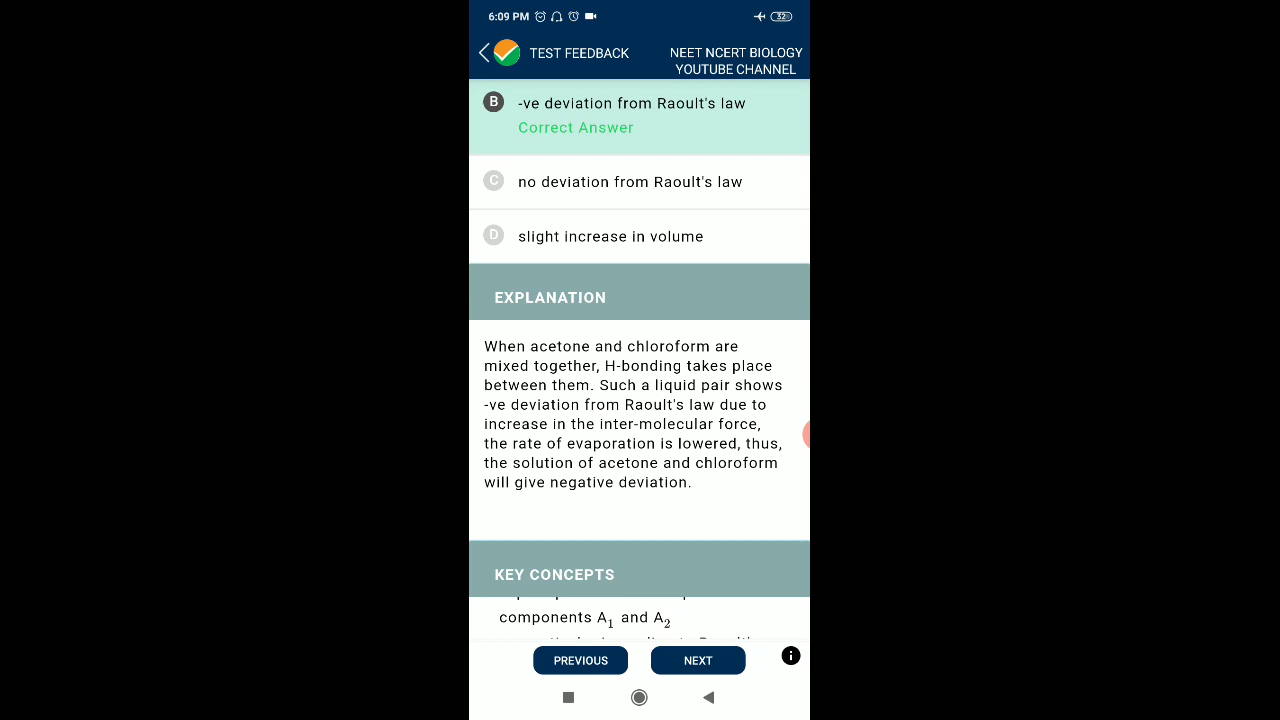 6:09 PM
32
TEST FEEDBACK
NEET NCERT BIOLOGY
YOUTUBE CHANNEL
B -ve deviation from Raoult's law
Correct Answer
C no deviation from Raoult's law
D slight increase in volume
EXPLANATION
When acetone and chloroform are
mixed together, H-bonding takes place
between them. Such a liquid pair shows
-ve deviation from Raoult's law due to
increase in the inter-molecular force,
the rate of evaporation is lowered, thus,
the solution of acetone and chloroform
will give negative deviation.
KEY CONCEPTS
components A₁ and A₂
PREVIOUS NEXT